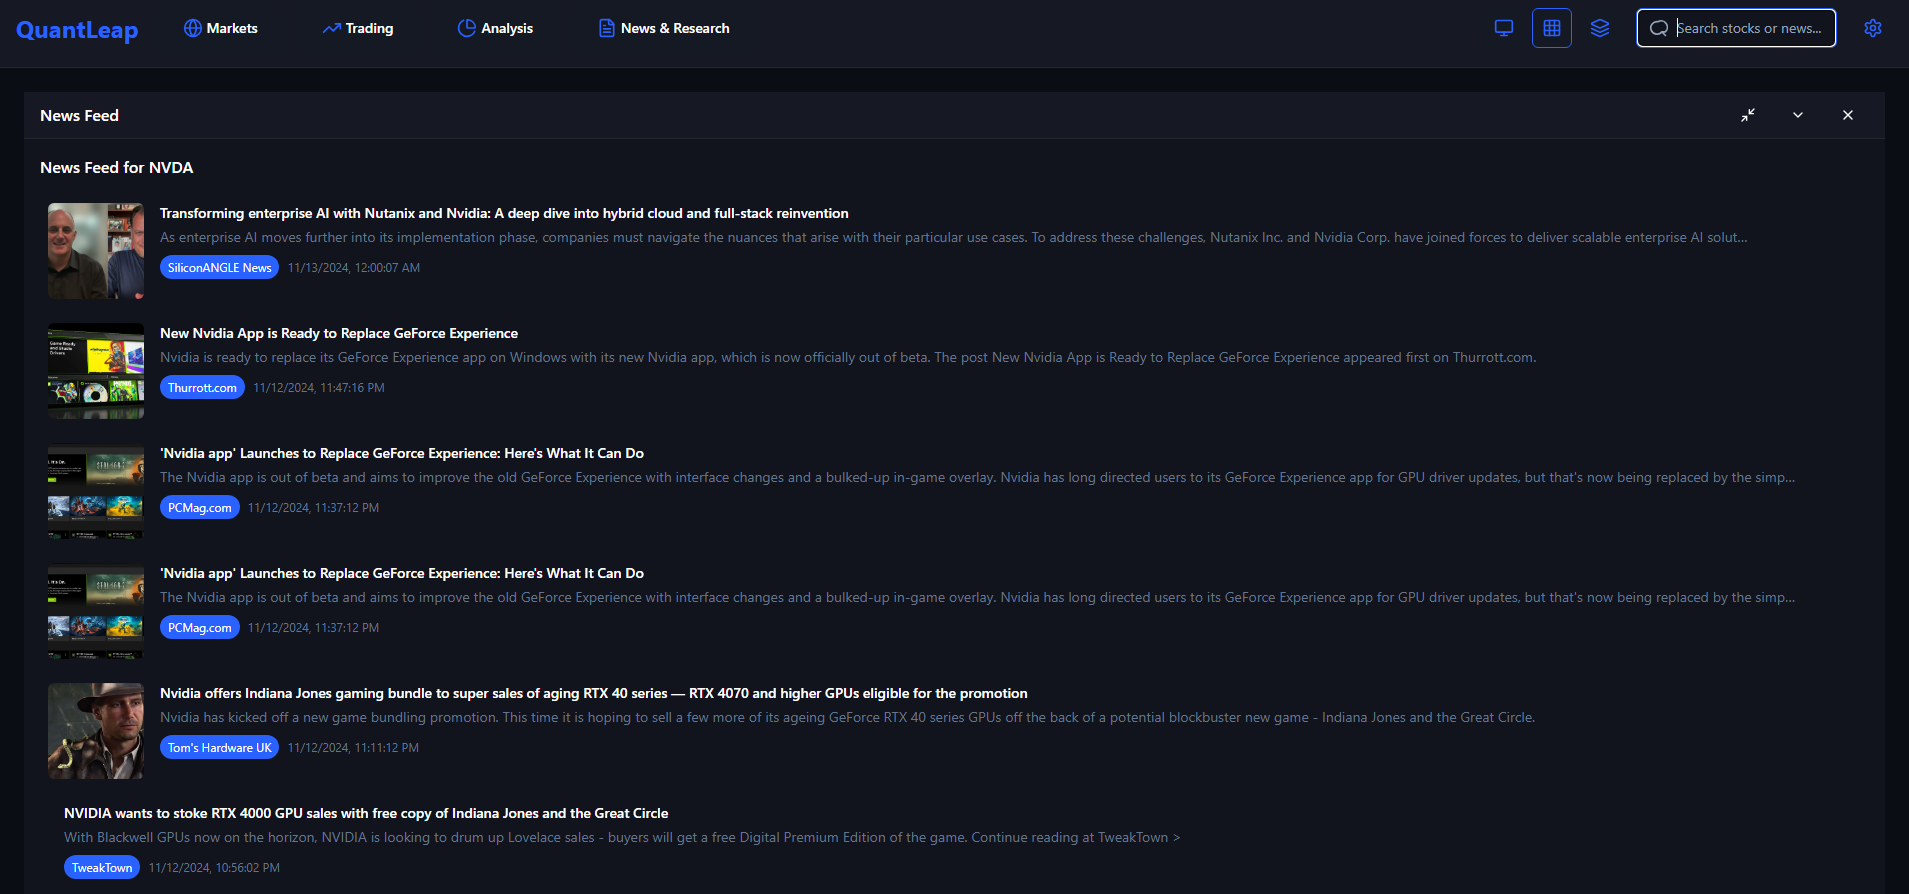 QuantLeap
Markets
Trading
Analysis
News & Research
Search stocks or news...
News Feed
News Feed for NVDA
Transforming enterprise AI with Nutanix and Nvidia: A deep dive into hybrid cloud and full-stack reinvention
As enterprise AI moves further into its implementation phase, companies must navigate the nuances that arise with their particular use cases. To address these challenges, Nutanix Inc. and Nvidia Corp. have joined forces to deliver scalable enterprise AI solut...
SiliconANGLE News 11/13/2024, 12:00:07 AM
Game Ready
and Studio
Drivers
New Nvidia App is Ready to Replace GeForce Experience
Nvidia is ready to replace its GeForce Experience app on Windows with its new Nvidia app, which is now officially out of beta. The post New Nvidia App is Ready to Replace GeForce Experience appeared first on Thurrott.com.
Thurrott.com 11/12/2024, 11:47:16 PM
'Nvidia app' Launches to Replace GeForce Experience: Here's What It Can Do
The Nvidia app is out of beta and aims to improve the old GeForce Experience with interface changes and a bulked-up in-game overlay. Nvidia has long directed users to its GeForce Experience app for GPU driver updates, but that's now being replaced by the simp...
PCMag.com 11/12/2024, 11:37:12 PM
'Nvidia app' Launches to Replace GeForce Experience: Here's What It Can Do
The Nvidia app is out of beta and aims to improve the old GeForce Experience with interface changes and a bulked-up in-game overlay. Nvidia has long directed users to its GeForce Experience app for GPU driver updates, but that's now being replaced by the simp...
PCMag.com 11/12/2024, 11:37:12 PM
Nvidia offers Indiana Jones gaming bundle to super sales of aging RTX 40 series — RTX 4070 and higher GPUs eligible for the promotion
Nvidia has kicked off a new game bundling promotion. This time it is hoping to sell a few more of its ageing GeForce RTX 40 series GPUs off the back of a potential blockbuster new game - Indiana Jones and the Great Circle.
Tom's Hardware UK 11/12/2024, 11:11:12 PM
NVIDIA wants to stoke RTX 4000 GPU sales with free copy of Indiana Jones and the Great Circle
With Blackwell GPUs now on the horizon, NVIDIA is looking to drum up Lovelace sales - buyers will get a free Digital Premium Edition of the game. Continue reading at TweakTown >
TweakTown 11/12/2024, 10:56:02 PM